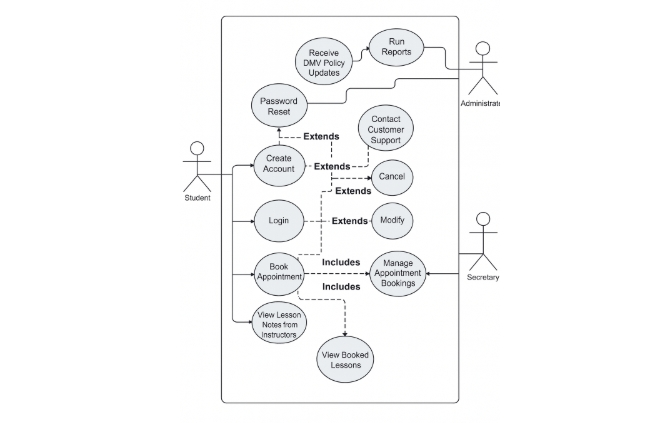 Run
Reports
Receive
DMV Policy
Updates
Administrat
Password
Reset
Contact
Customer
Support
Extends
Create
Account
Extends
Cancel
Extends
Student
Login
Extends
Modify
Book
Appointment
Includes
Manage
Appointment
Bookings
Secretary
Includes
View Lesson
Notes from
Instructors
View Booked
Lessons